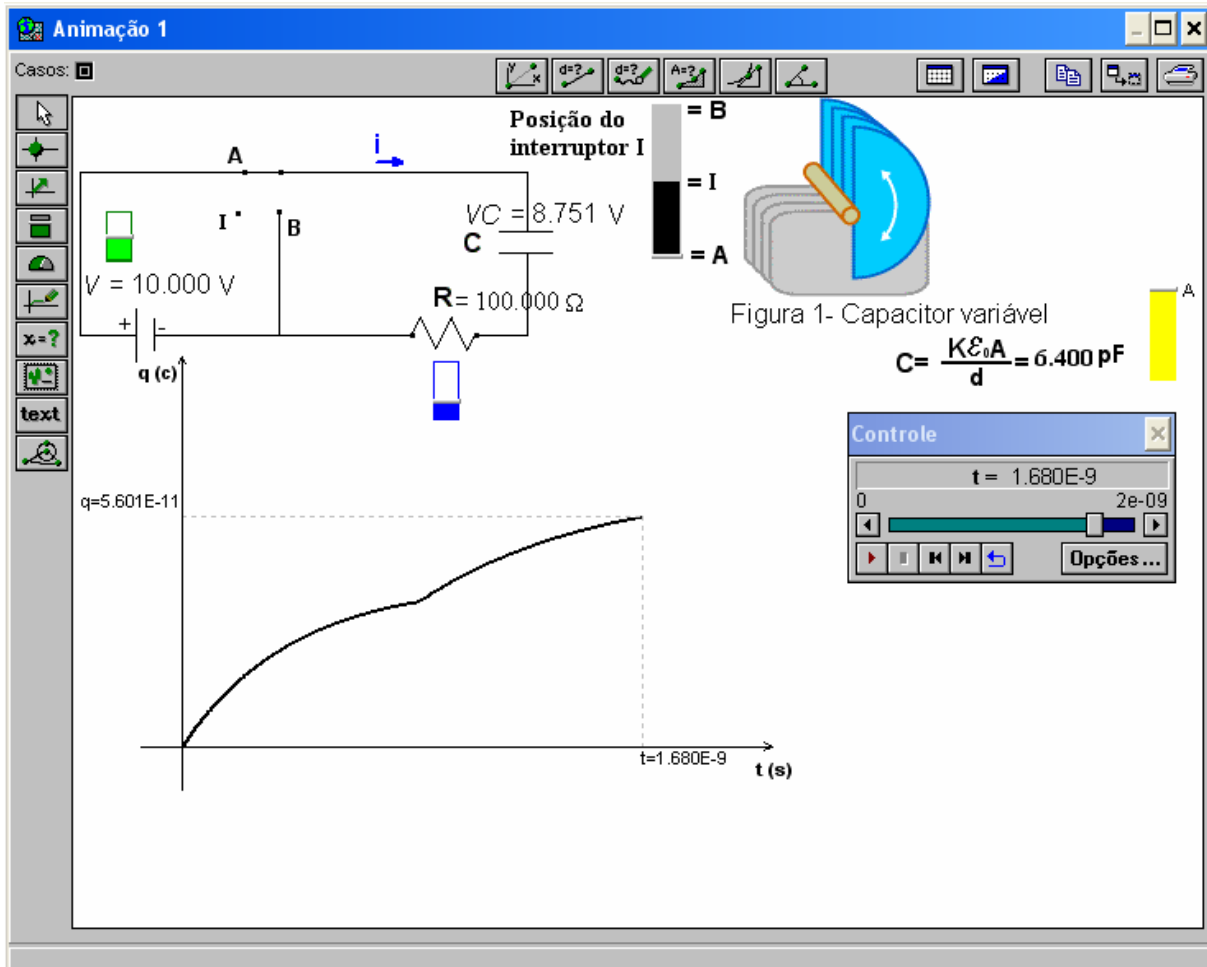 Animação 1
Casos:
y x
d=?
d=?
A=?
x=?
text
Posição do
interruptor I
= B
= I
= A
A
i
I
B
VC = 8.751 V
C
V = 10.000 V
+ -
R = 100.000 Ω
Figura 1- Capacitor variável
C= Kε₀A/d = 6.400 pF
A
q (c)
q=5.601E-11
t=1.680E-9
t (s)
Controle
t = 1.680E-9
0 2e-09
Opções...